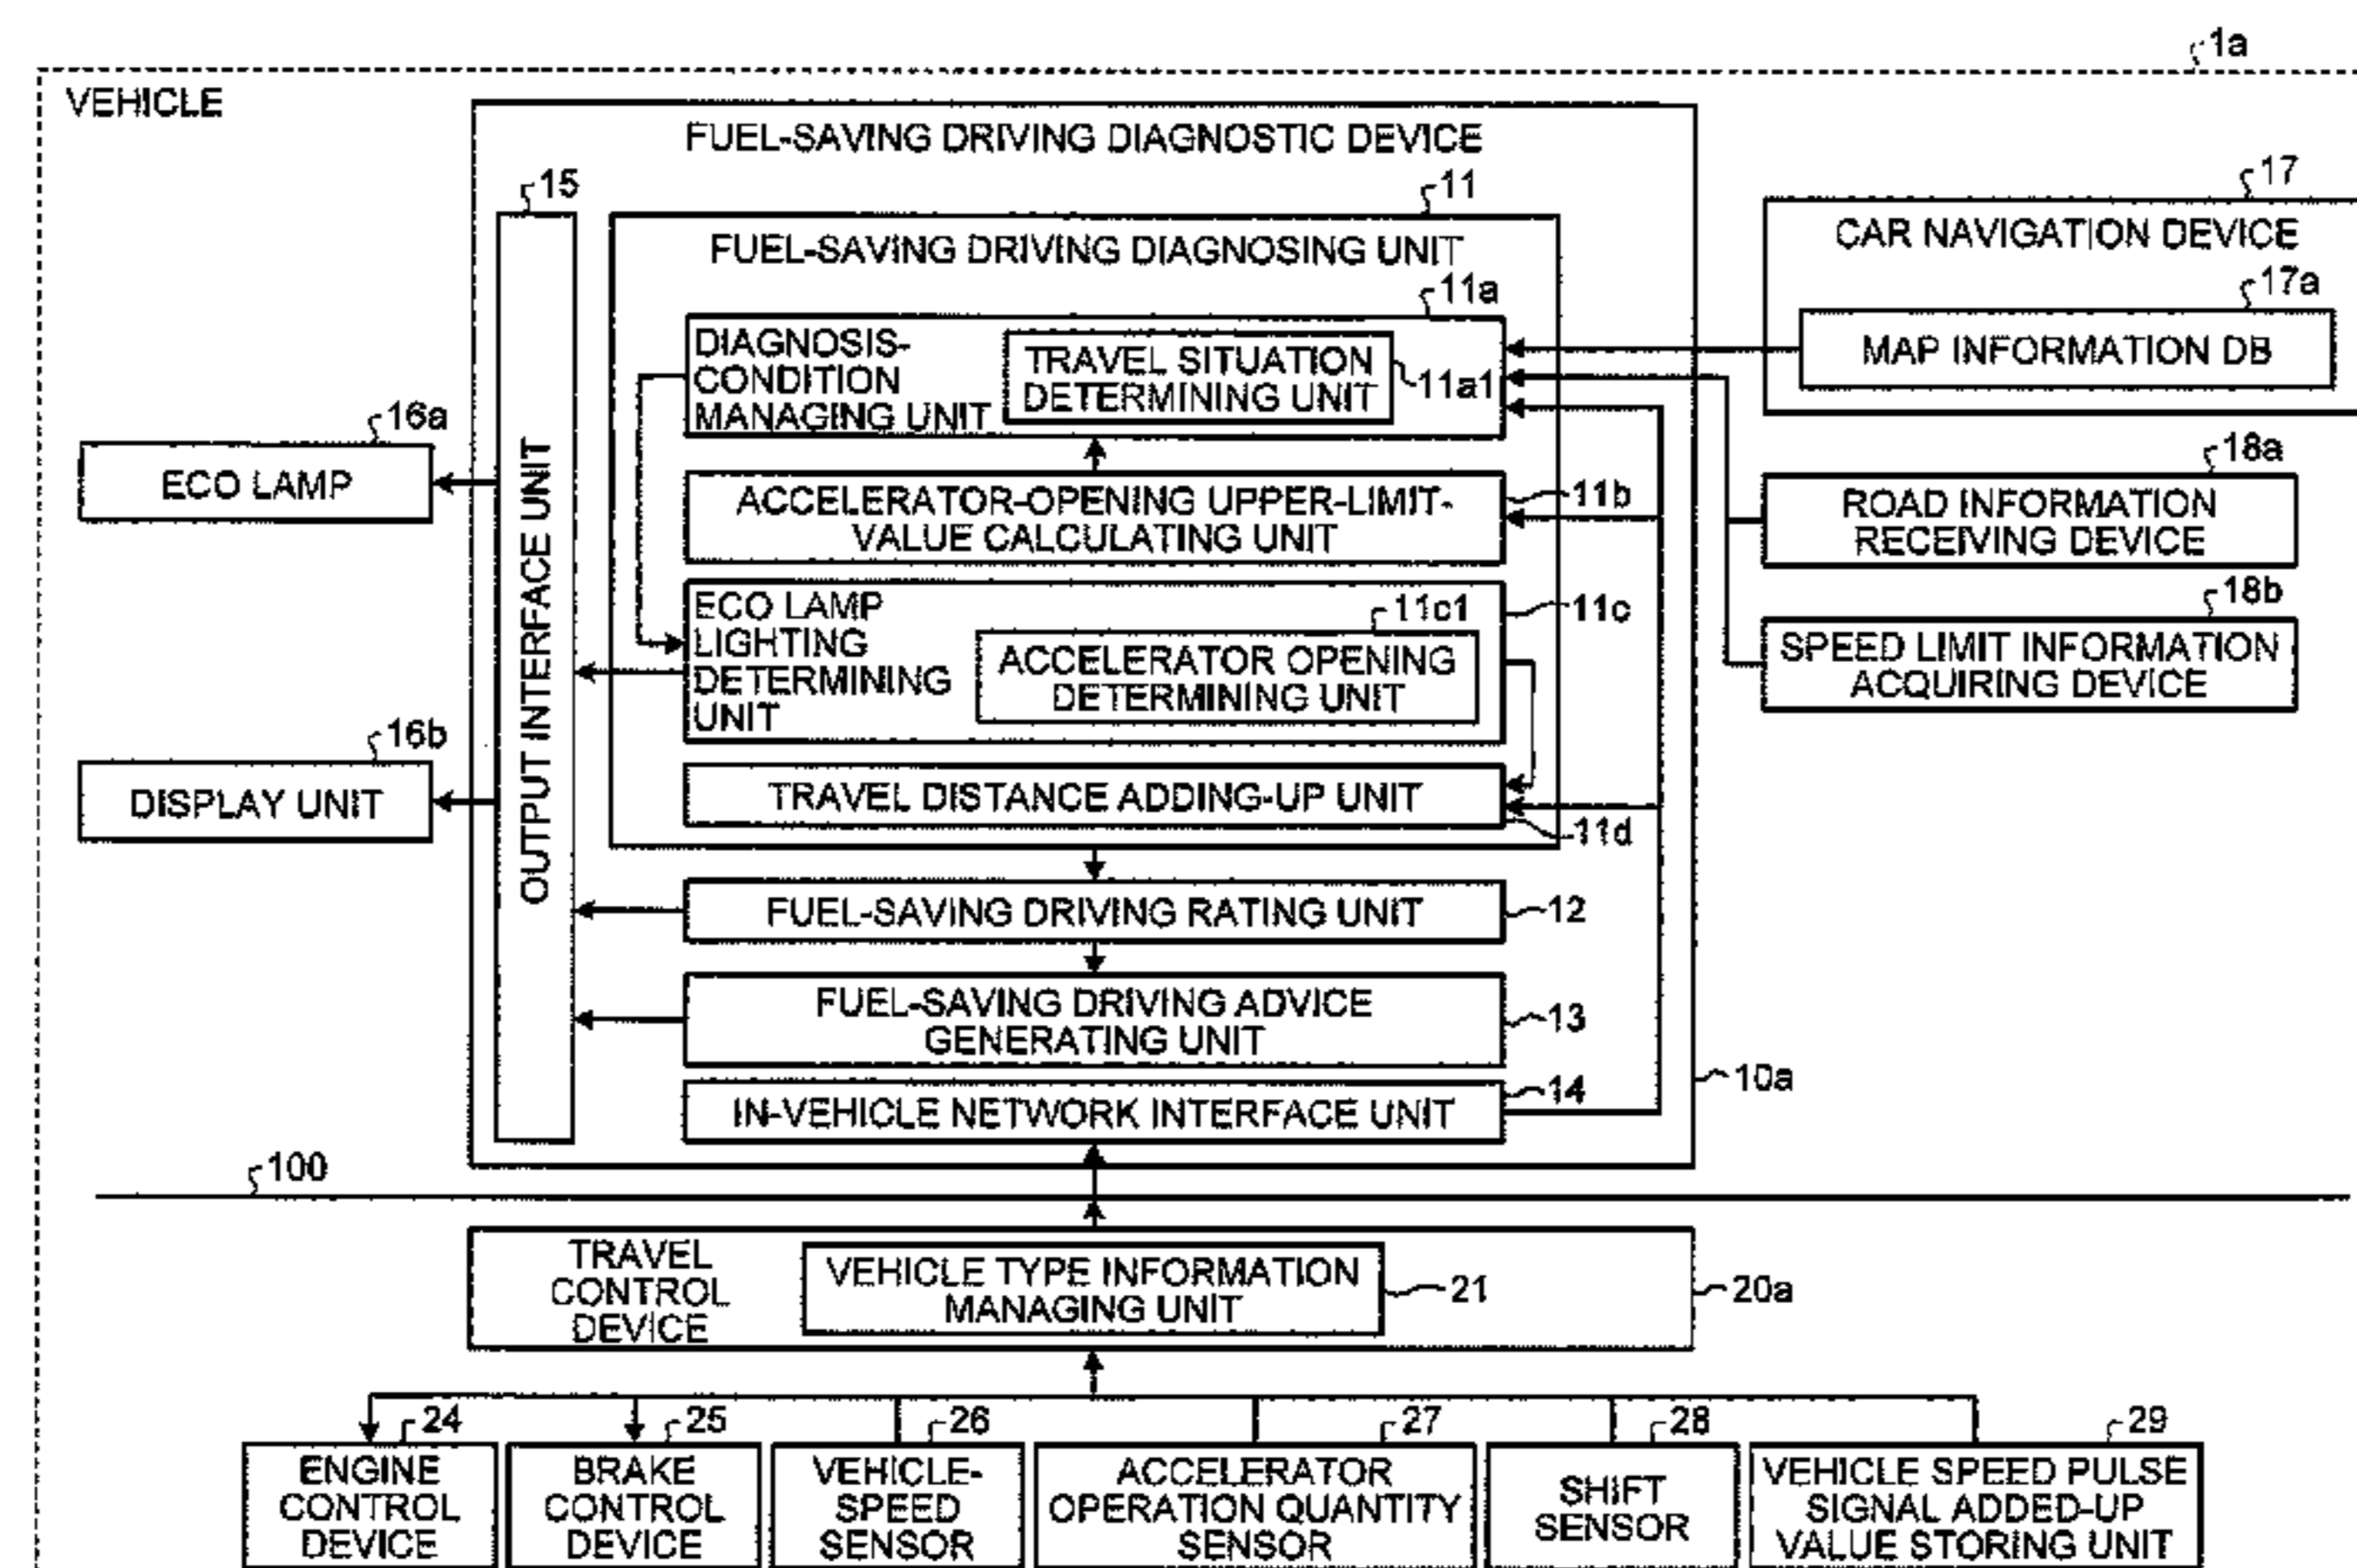 1a
VEHICLE
FUEL-SAVING DRIVING DIAGNOSTIC DEVICE
15
11
17
FUEL-SAVING DRIVING DIAGNOSING UNIT
CAR NAVIGATION DEVICE
11a
17a
DIAGNOSIS-
CONDITION
MANAGING UNIT
TRAVEL SITUATION
DETERMINING UNIT
11a1
MAP INFORMATION DB
16a
ECO LAMP
OUTPUT INTERFACE UNIT
18a
ACCELERATOR-OPENING UPPER-LIMIT-
VALUE CALCULATING UNIT
11b
ROAD INFORMATION
RECEIVING DEVICE
ECO LAMP
LIGHTING
DETERMINING
UNIT
11c1
11c
ACCELERATOR OPENING
DETERMINING UNIT
18b
SPEED LIMIT INFORMATION
ACQUIRING DEVICE
16b
DISPLAY UNIT
TRAVEL DISTANCE ADDING-UP UNIT
11d
FUEL-SAVING DRIVING RATING UNIT
12
FUEL-SAVING DRIVING ADVICE
GENERATING UNIT
13
10a
IN-VEHICLE NETWORK INTERFACE UNIT
14
100
TRAVEL
CONTROL
DEVICE
VEHICLE TYPE INFORMATION
MANAGING UNIT
21
20a
24
25
26
27
28
29
ENGINE
CONTROL
DEVICE
BRAKE
CONTROL
DEVICE
VEHICLE-
SPEED
SENSOR
ACCELERATOR
OPERATION QUANTITY
SENSOR
SHIFT
SENSOR
VEHICLE SPEED PULSE
SIGNAL ADDED-UP
VALUE STORING UNIT